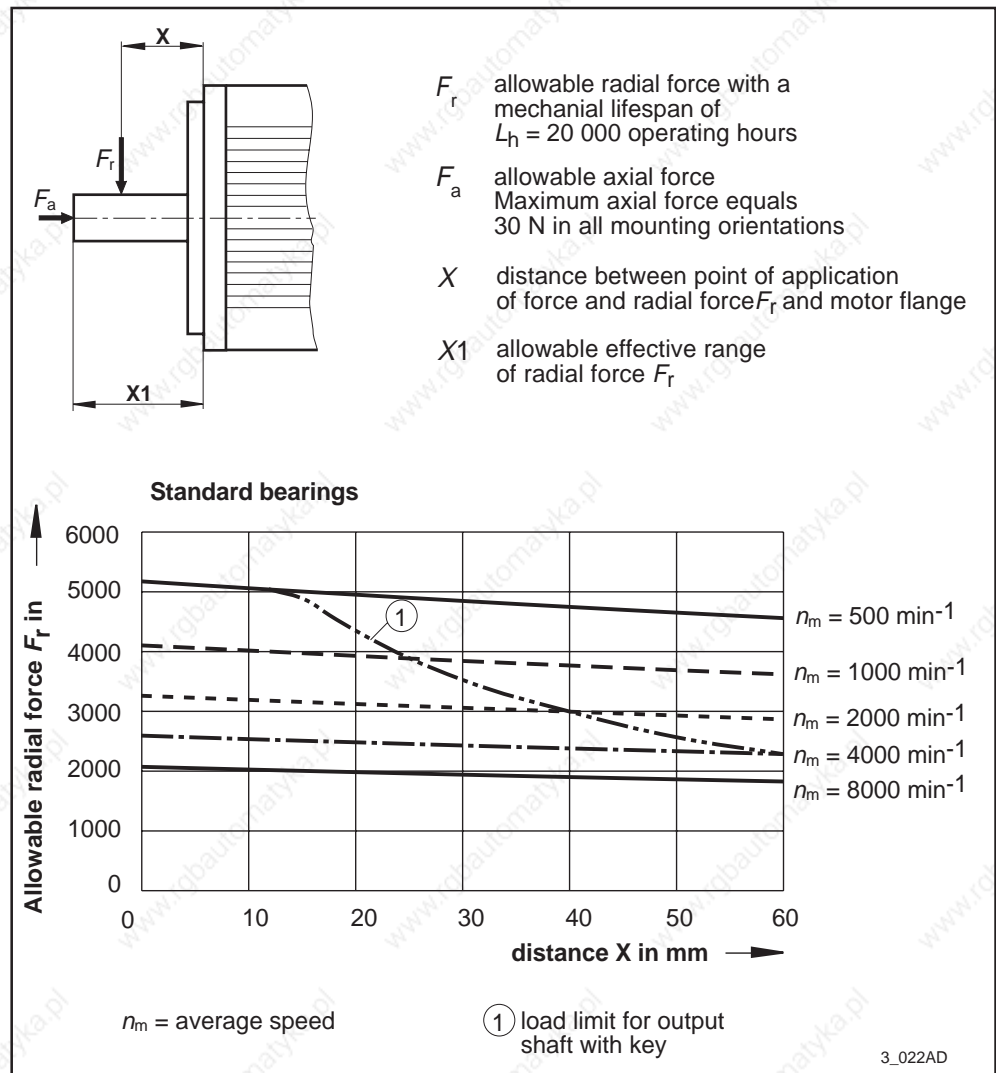 X
Fr
Fa
X1
Fr allowable radial force with a
mechanial lifespan of
Lh = 20 000 operating hours
Fa allowable axial force
Maximum axial force equals
30 N in all mounting orientations
X distance between point of application
of force and radial forceFr and motor flange
X1 allowable effective range
of radial force Fr
Standard bearings
Allowable radial force Fr in
6000
5000
4000
3000
2000
1000
0
1
nm = 500 min-1
nm = 1000 min-1
nm = 2000 min-1
nm = 4000 min-1
nm = 8000 min-1
0 10 20 30 40 50 60
distance X in mm
nm = average speed
1 load limit for output
shaft with key
3_022AD
www.rgbautomatyka.pl